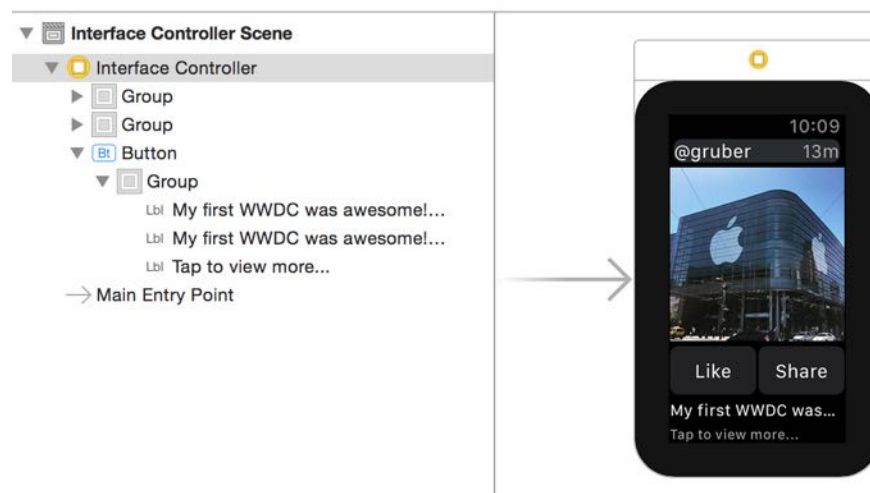 Interface Controller Scene
Interface Controller
Group
Group
Bt Button
Group
Lbl My first WWDC was awesome!...
Lbl My first WWDC was awesome!...
Lbl Tap to view more...
Main Entry Point
10:09
@gruber 13m
Like Share
My first WWDC was...
Tap to view more...